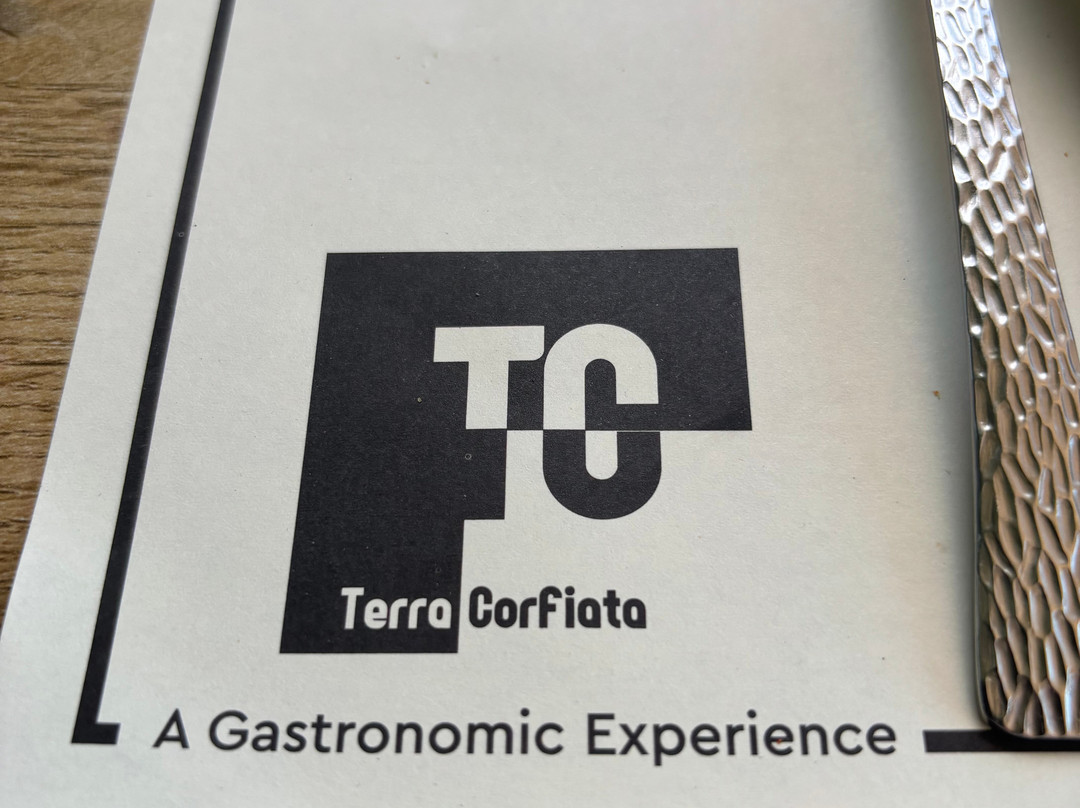 TC
Terra Corfiata
A Gastronomic Experience